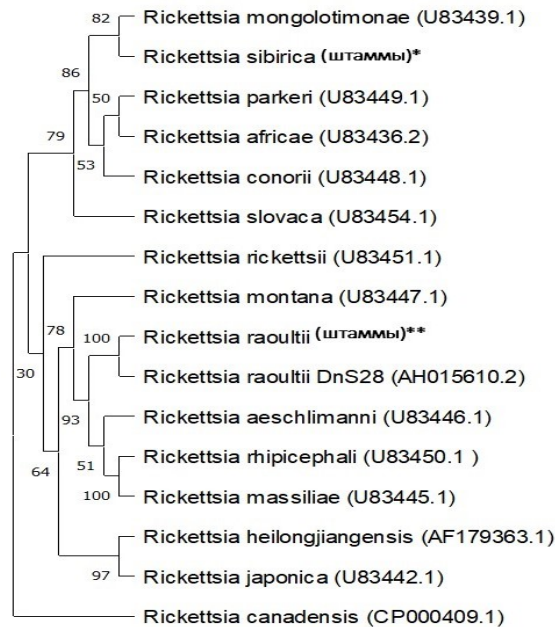 82
Rickettsia mongolotimonae (U83439.1)
Rickettsia sibirica (штаммы)*
86
50
Rickettsia parkeri (U83449.1)
Rickettsia africae (U83436.2)
79
53
Rickettsia conorii (U83448.1)
Rickettsia slovaca (U83454.1)
Rickettsia rickettsii (U83451.1)
Rickettsia montana (U83447.1)
78
100
Rickettsia raoultii (штаммы)**
30
Rickettsia raoultii DnS28 (AH015610.2)
93
Rickettsia aeschlimanni (U83446.1)
51
Rickettsia rhipicephali (U83450.1 )
64
100
Rickettsia massiliae (U83445.1)
Rickettsia heilongjiangensis (AF179363.1)
97
Rickettsia japonica (U83442.1)
Rickettsia canadensis (CP000409.1)